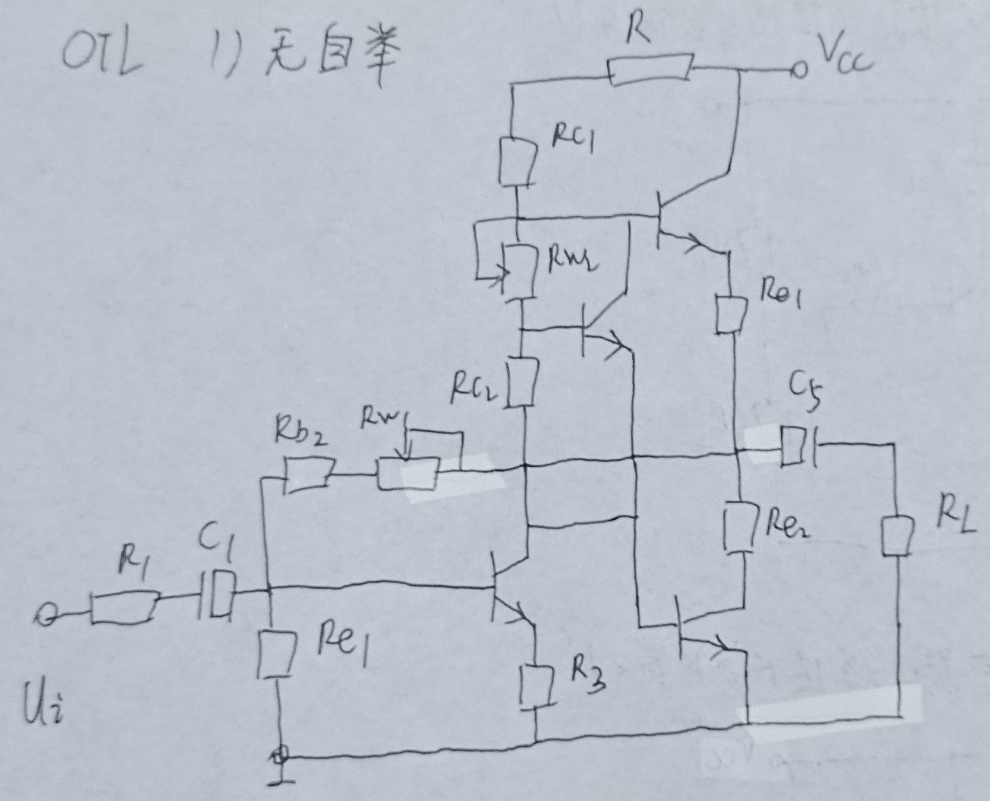 OTL 1) 无自举
R
Vcc
Rc1
Rw2
Re1
Rc2
C5
Rb2
Rw1
RL
Re2
C1
R1
Re1
R3
Ui